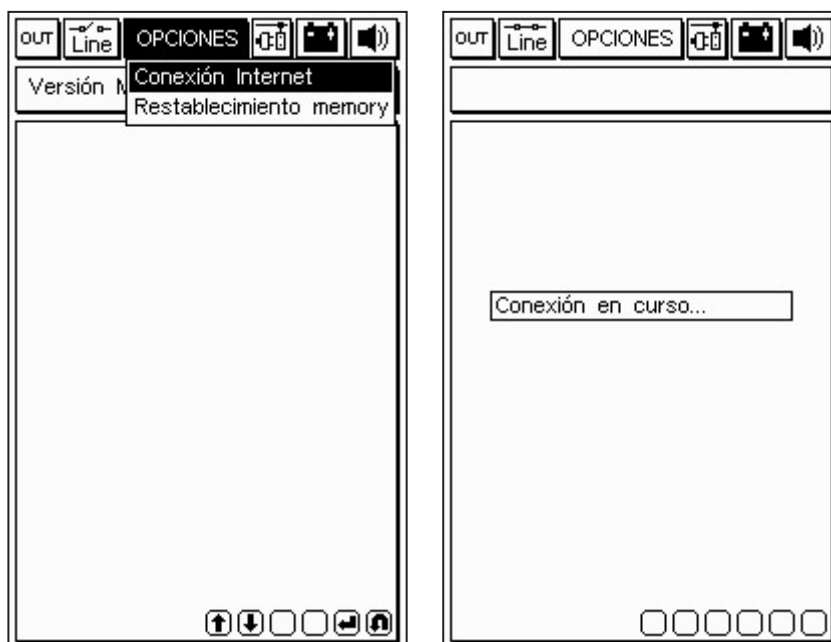 OUT Line OPCIONES
Conexión Internet
Versión
Restablecimiento memory
OUT Line OPCIONES
Conexión en curso...